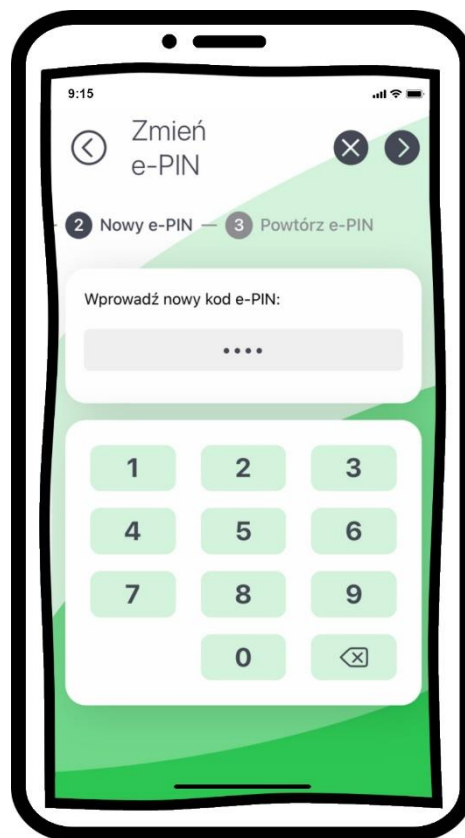 9:15
Zmień
e-PIN
2 Nowy e-PIN — 3 Powtórz e-PIN
Wprowadź nowy kod e-PIN:
••••
1 2 3
4 5 6
7 8 9
0